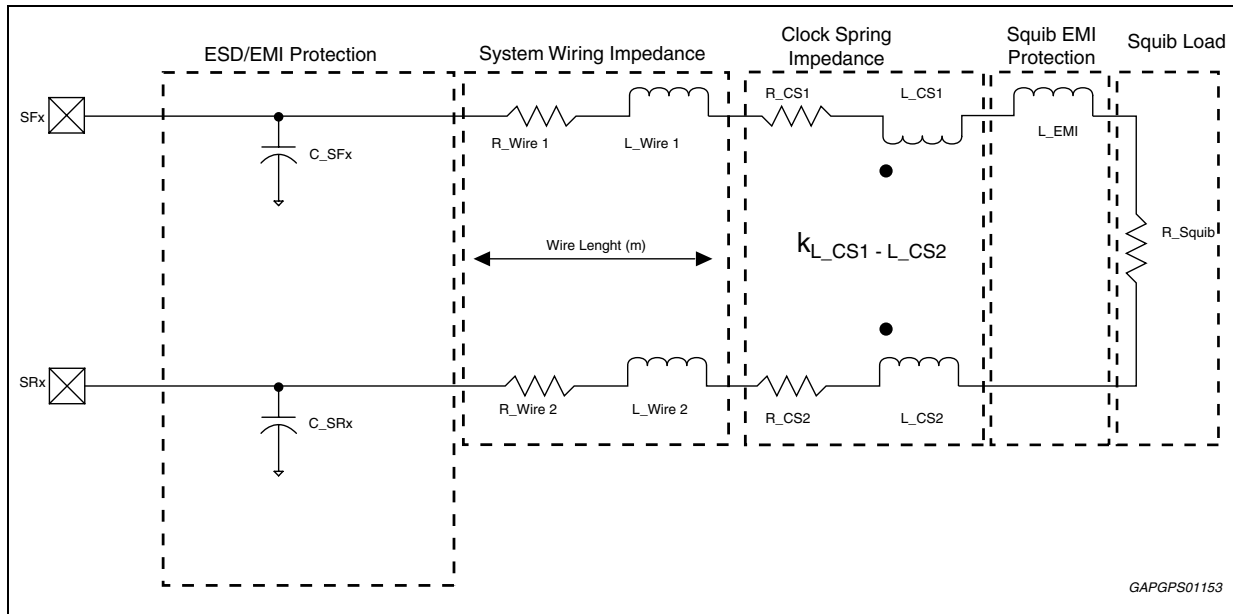 ESD/EMI Protection
System Wiring Impedance
Clock Spring
Impedance
Squib EMI
Protection
Squib Load
SFx
C_SFx
R_Wire 1
L_Wire 1
R_CS1
L_CS1
L_EMI
R_Squib
Wire Lenght (m)
kL_CS1 - L_CS2
SRx
C_SRx
R_Wire 2
L_Wire 2
R_CS2
L_CS2
GAPGPS01153